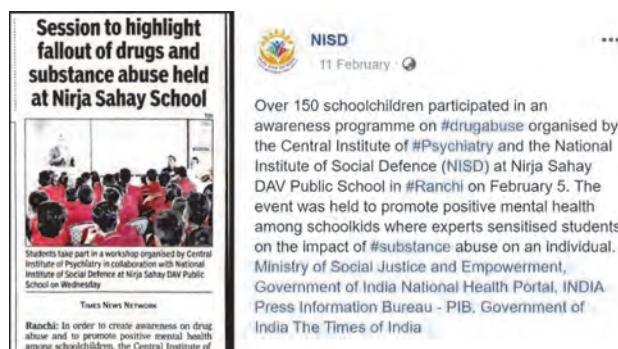 Session to highlight
fallout of drugs and
substance abuse held
at Nirja Sahay School
Students take part in a workshop organised by Central
Institute of Psychiatry in collaboration with National
Institute of Social Defence at Nirja Sahay DAV Public
School on Wednesday
TIMES NEWS NETWORK
Ranchi: In order to create awareness on drug
abuse and to promote positive mental health
among schoolchildren, the Central Institute of
NISD
11 February
Over 150 schoolchildren participated in an
awareness programme on #drugabuse organised by
the Central Institute of #Psychiatry and the National
Institute of Social Defence (NISD) at Nirja Sahay
DAV Public School in #Ranchi on February 5. The
event was held to promote positive mental health
among schoolkids where experts sensitised students
on the impact of #substance abuse on an individual.
Ministry of Social Justice and Empowerment,
Government of India National Health Portal, INDIA
Press Information Bureau - PIB, Government of
India The Times of India